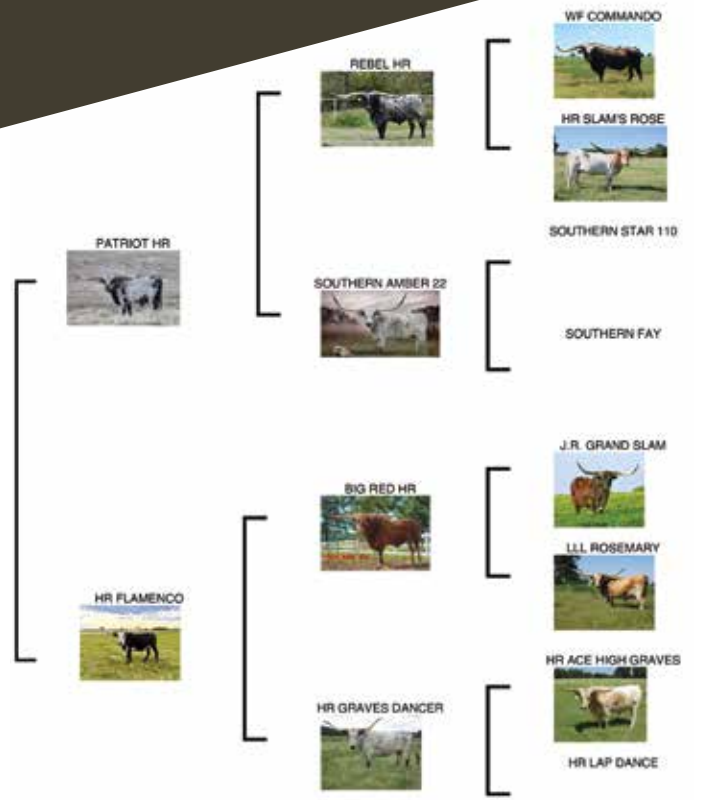 WF COMMANDO
REBEL HR
HR SLAM'S ROSE
SOUTHERN STAR 110
PATRIOT HR
SOUTHERN AMBER 22
SOUTHERN FAY
J.R. GRAND SLAM
BIG RED HR
LLL ROSEMARY
HR FLAMENCO
HR ACE HIGH GRAVES
HR GRAVES DANCER
HR LAP DANCE